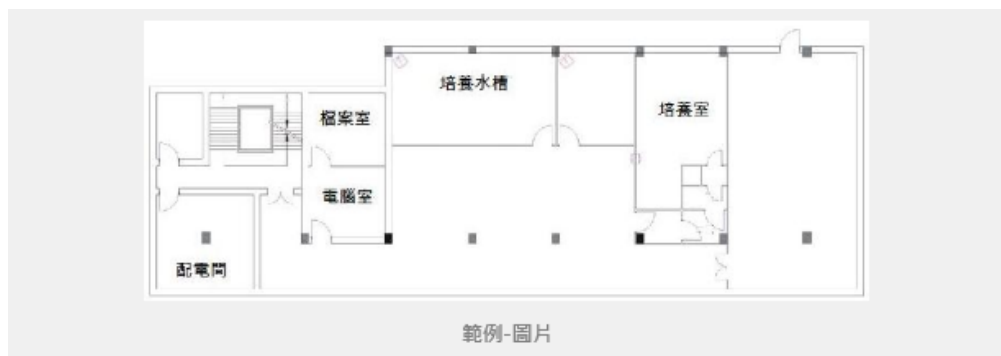 培養水槽
培養室
檔案室
電腦室
配電間
範例-圖片